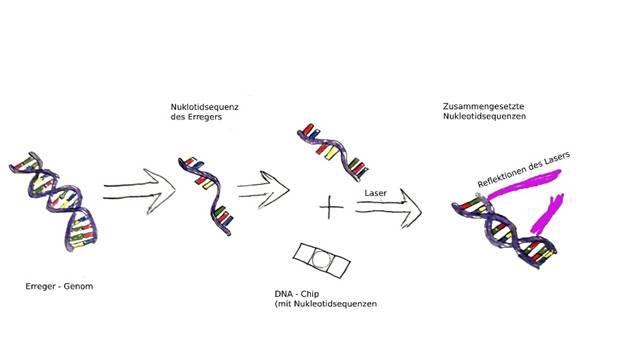 Nuklotidsequenz
des Erregers
Zusammengesetzte
Nukleotidsequenzen
Reflektionen des Lasers
Laser
Erreger - Genom
DNA - Chip
(mit Nukleotidsequenzen